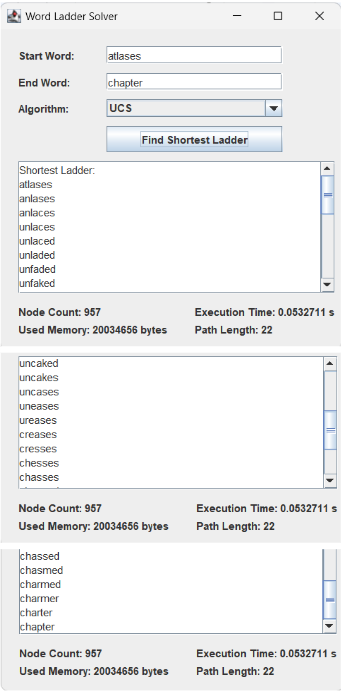 Word Ladder Solver
Start Word: atlases
End Word: chapter
Algorithm: UCS
Find Shortest Ladder
Shortest Ladder:
atlases
anlases
anlaces
unlaces
unlaced
unladed
unfaded
unfaked
Node Count: 957 Execution Time: 0.0532711 s
Used Memory: 20034656 bytes Path Length: 22
uncaked
uncakes
uncases
uneases
ureases
creases
cresses
chesses
chasses
Node Count: 957 Execution Time: 0.0532711 s
Used Memory: 20034656 bytes Path Length: 22
chassed
chasmed
charmed
charmer
charter
chapter
Node Count: 957 Execution Time: 0.0532711 s
Used Memory: 20034656 bytes Path Length: 22